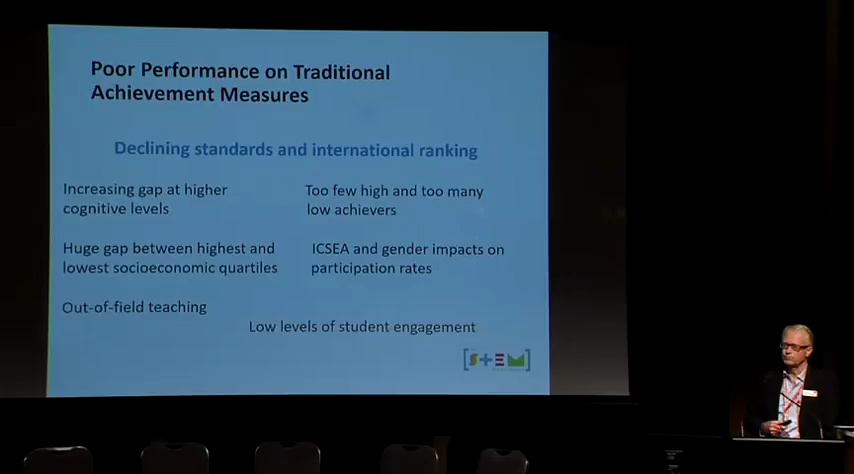 Poor Performance on Traditional
Achievement Measures
Declining standards and international ranking
Increasing gap at higher
cognitive levels
Too few high and too many
low achievers
Huge gap between highest and
lowest socioeconomic quartiles
ICSEA and gender impacts on
participation rates
Out-of-field teaching
Low levels of student engagement
[STEM]